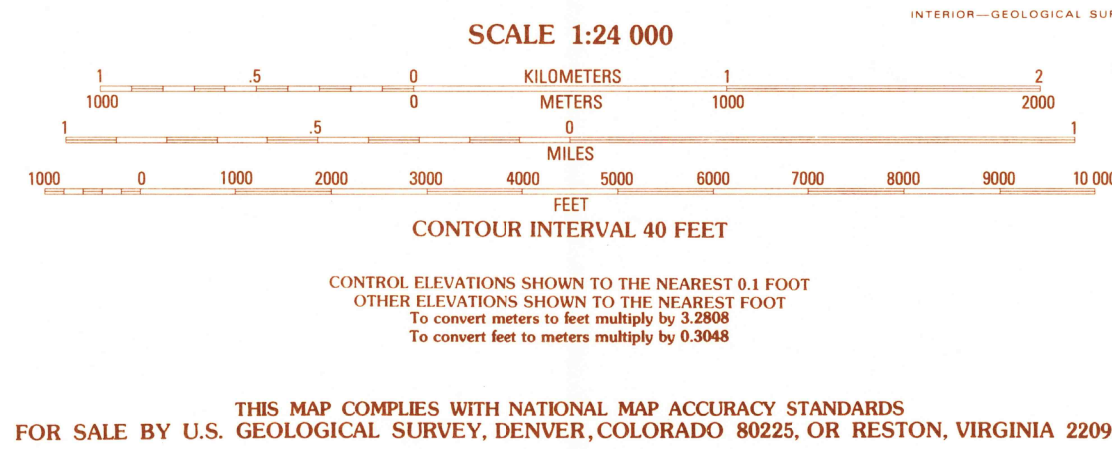 INTERIOR—GEOLOGICAL
SCALE 1:24 000
1 .5 0 KILOMETERS 1 2
1000 0 METERS 1000 2000
1 .5 0 1
MILES
1000 0 1000 2000 3000 4000 5000 6000 7000 8000 9000 10 000
FEET
CONTOUR INTERVAL 40 FEET
CONTROL ELEVATIONS SHOWN TO THE NEAREST 0.1 FOOT
OTHER ELEVATIONS SHOWN TO THE NEAREST FOOT
To convert meters to feet multiply by 3.2808
To convert feet to meters multiply by 0.3048
THIS MAP COMPLIES WITH NATIONAL MAP ACCURACY STANDARDS
FOR SALE BY U.S. GEOLOGICAL SURVEY, DENVER, COLORADO 80225, OR RESTON, VIRGINIA 2209